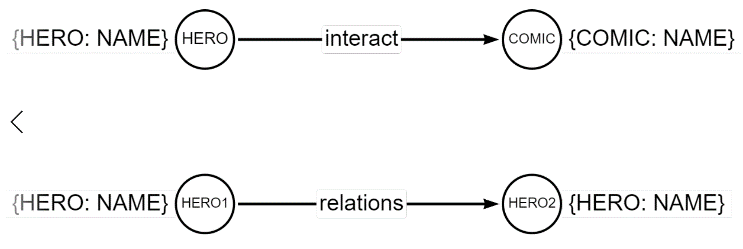 {HERO: NAME} HERO interact COMIC {COMIC: NAME}
<
{HERO: NAME} HERO1 relations HERO2 {HERO: NAME}